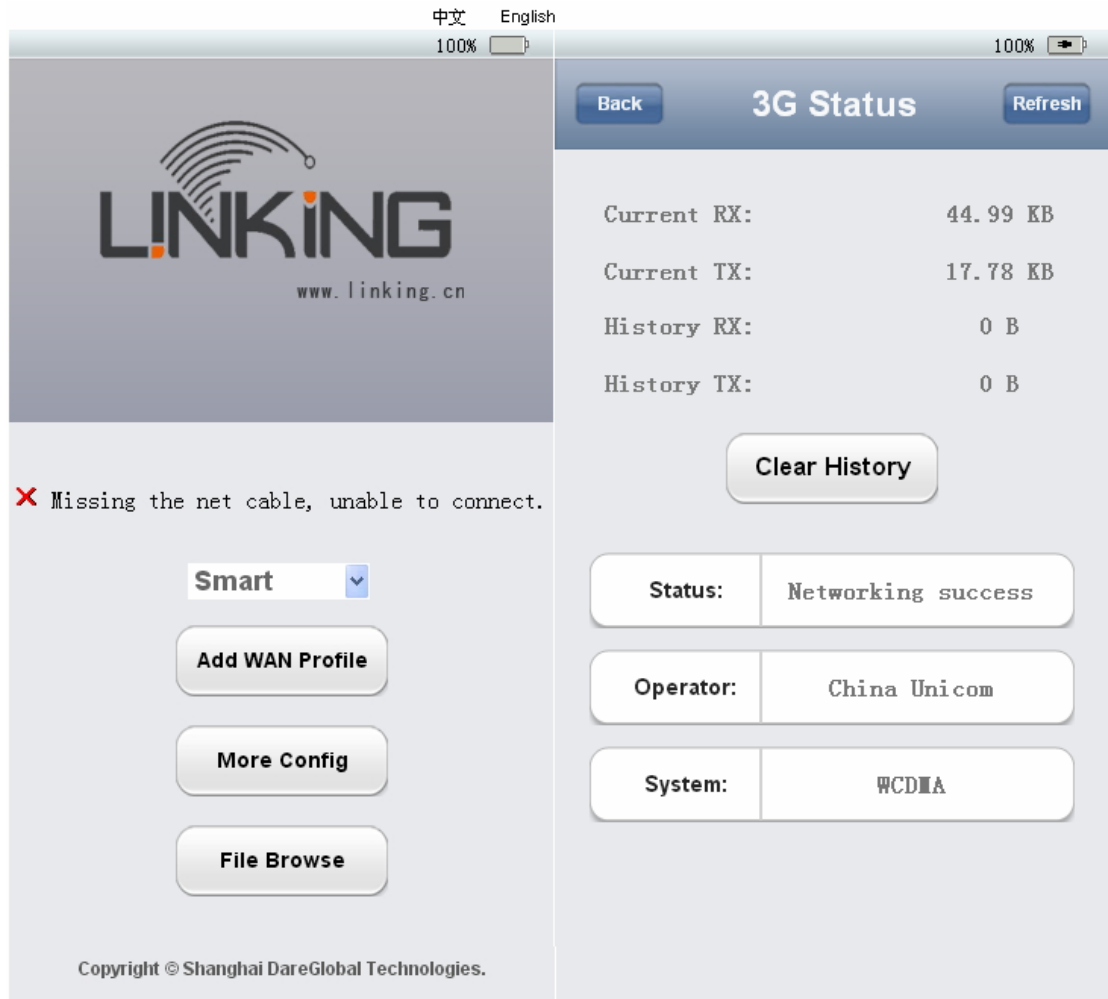 中文 English
100%
LINKING
www.linking.cn
Missing the net cable, unable to connect.
Smart
Add WAN Profile
More Config
File Browse
Copyright © Shanghai DareGlobal Technologies.
100%
Back 3G Status Refresh
Current RX: 44.99 KB
Current TX: 17.78 KB
History RX: 0 B
History TX: 0 B
Clear History
Status: Networking success
Operator: China Unicom
System: WCDMA